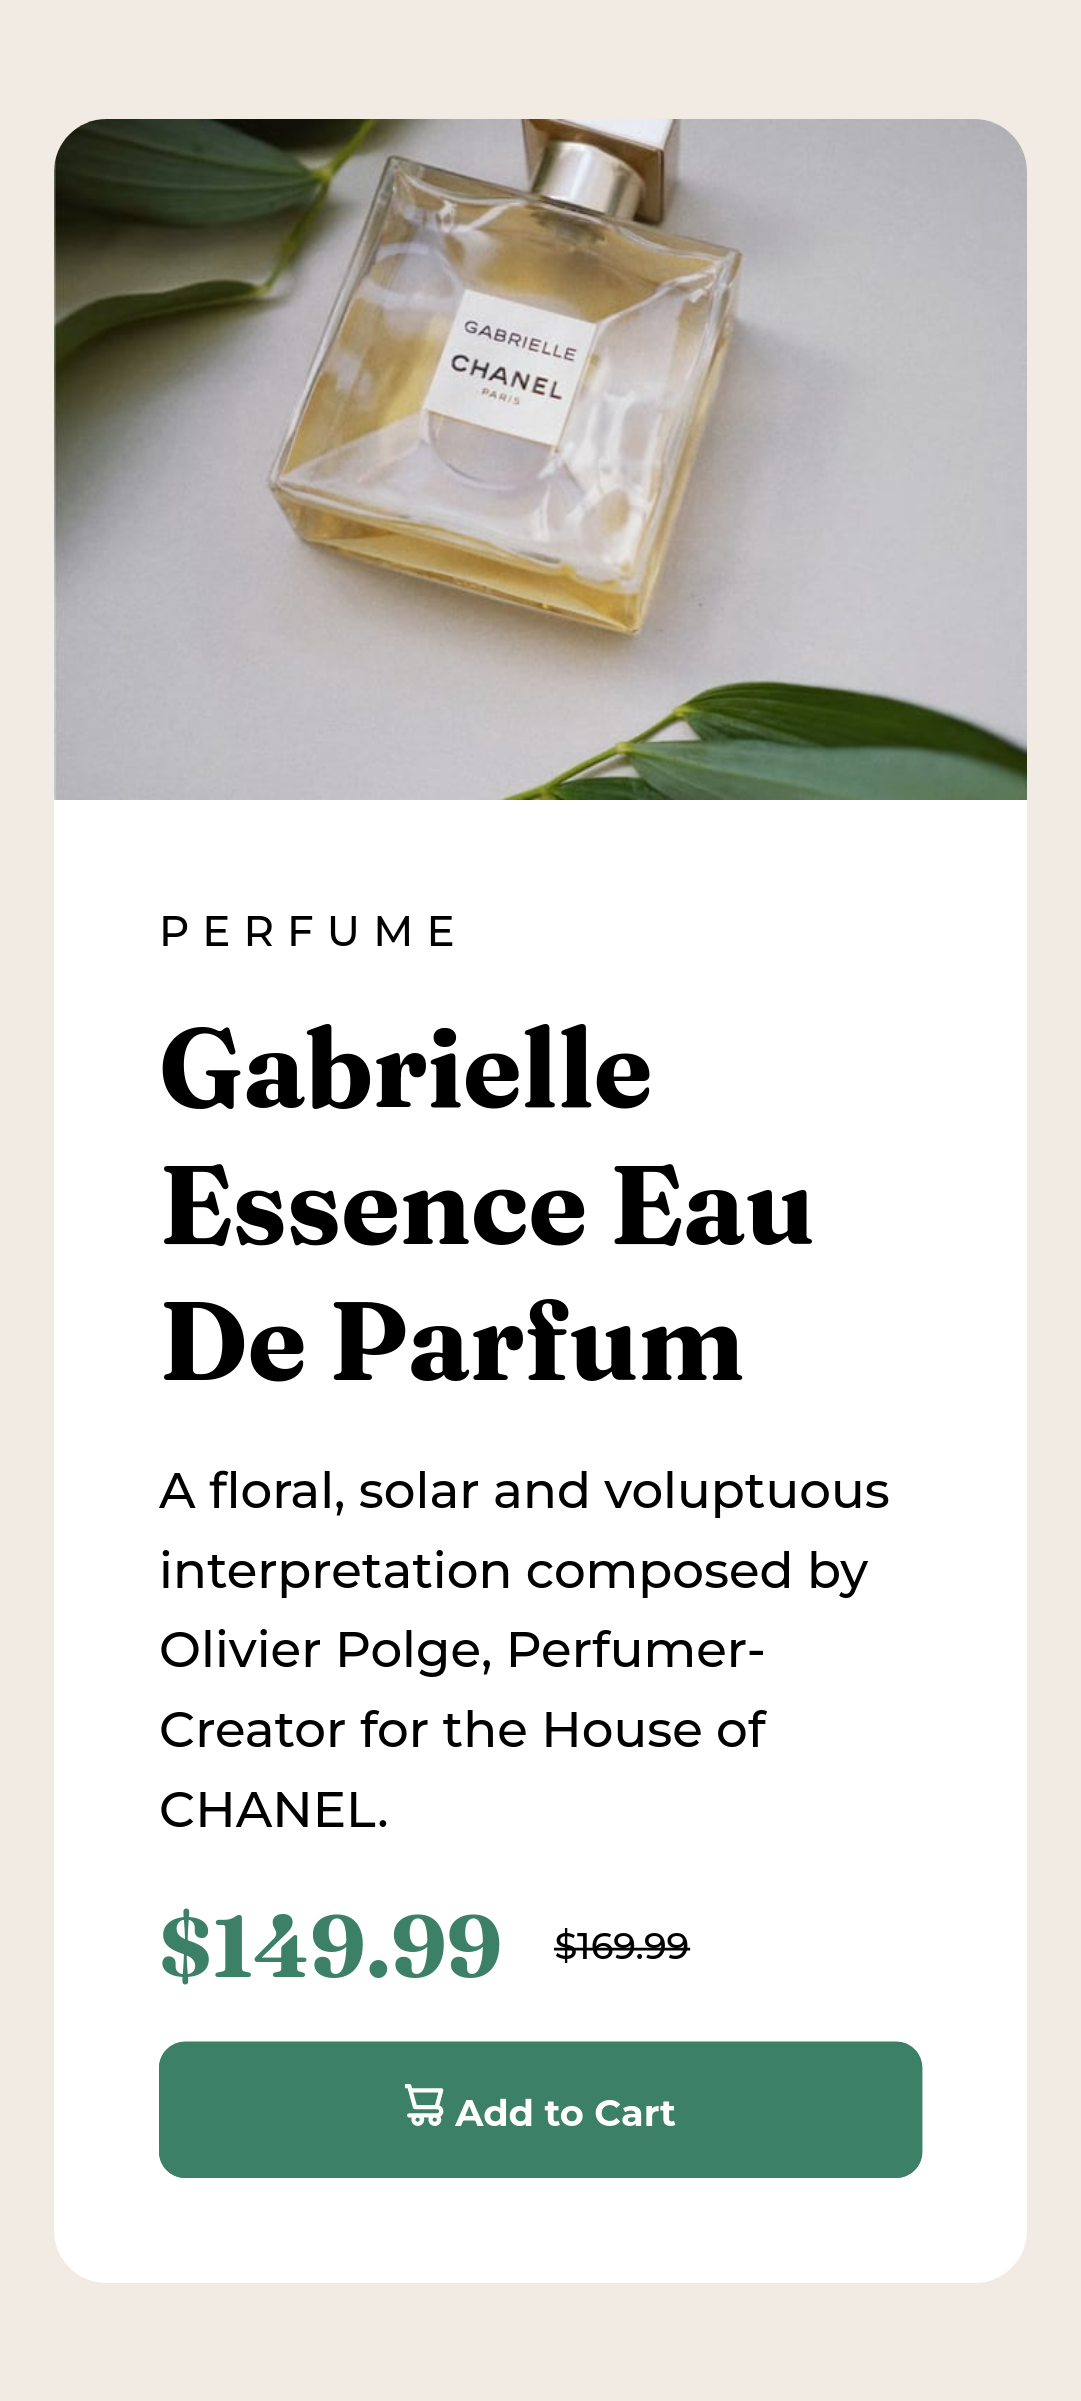 GABRIELLE
CHANEL
PARIS
PERFUME
Gabrielle
Essence Eau
De Parfum
A floral, solar and voluptuous
interpretation composed by
Olivier Polge, Perfumer-
Creator for the House of
CHANEL.
$149.99 $169.99
Add to Cart